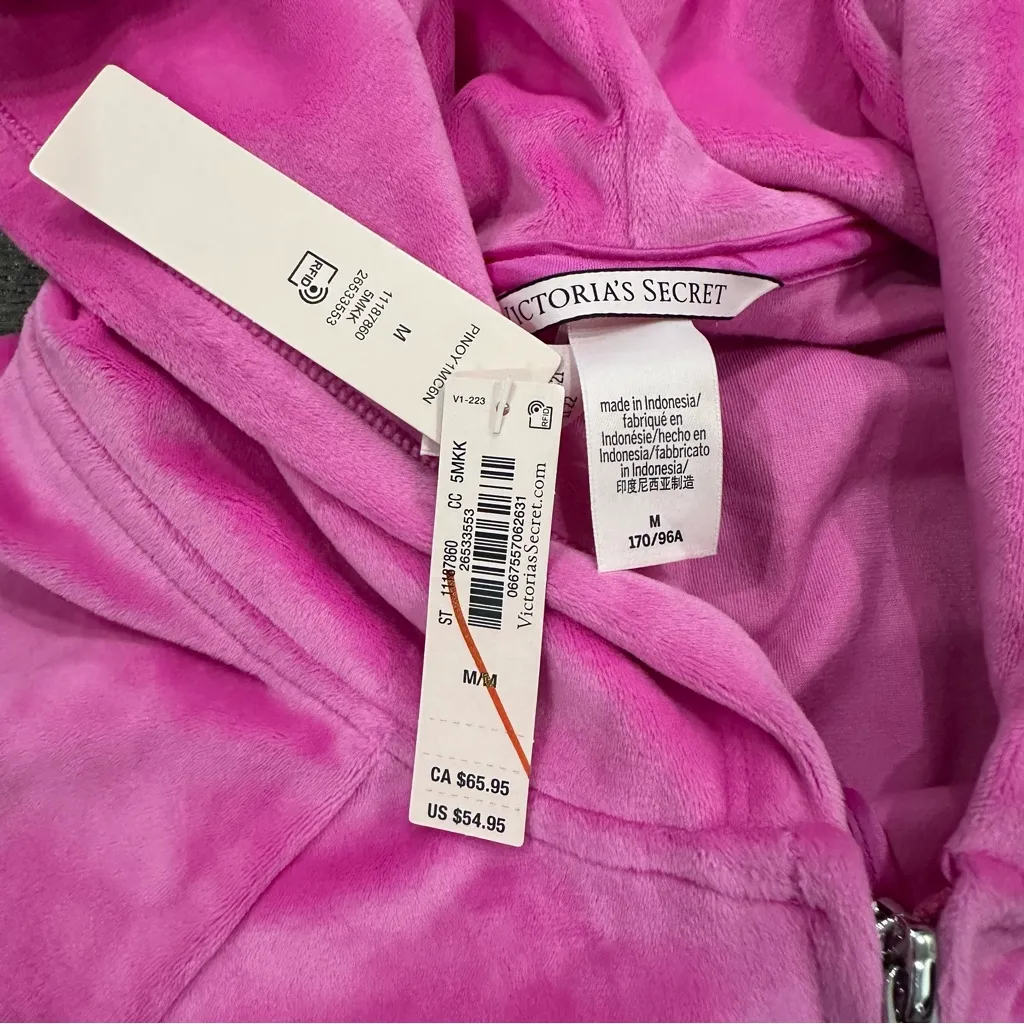 RFID
26533553
5MKK
11187860
M
PINOY1MC6N
VICTORIA'S SECRET
made in Indonesia/
fabriqué en
Indonésie/hecho en
Indonesia/fabbricato
in Indonesia/
印度尼西亚制造
M
170/96A
V1-223
RFID
ST 11187860 CC 5MKK
26533553
0667557062631
VictoriasSecret.com
M/M
CA $65.95
US $54.95